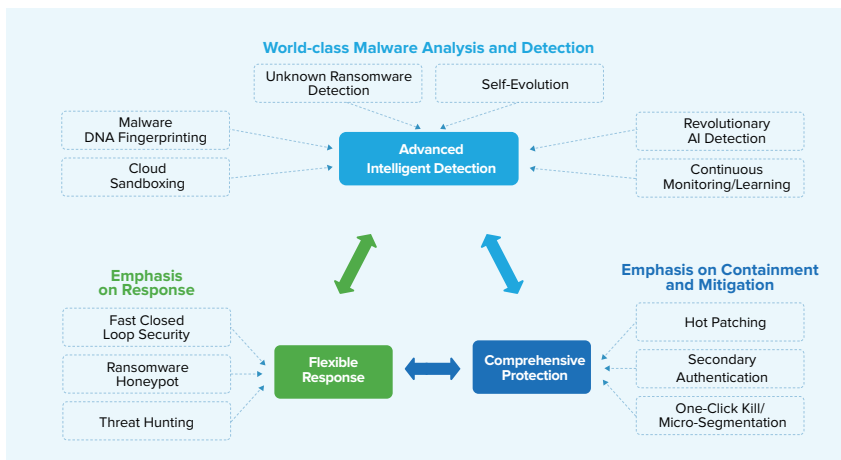 World-class Malware Analysis and Detection
Unknown Ransomware
Detection
Self-Evolution
Malware
DNA Fingerprinting
Cloud
Sandboxing
Advanced
Intelligent Detection
Revolutionary
AI Detection
Continuous
Monitoring/Learning
Emphasis
on Response
Fast Closed
Loop Security
Ransomware
Honeypot
Threat Hunting
Flexible
Response
Comprehensive
Protection
Emphasis on Containment
and Mitigation
Hot Patching
Secondary
Authentication
One-Click Kill/
Micro-Segmentation